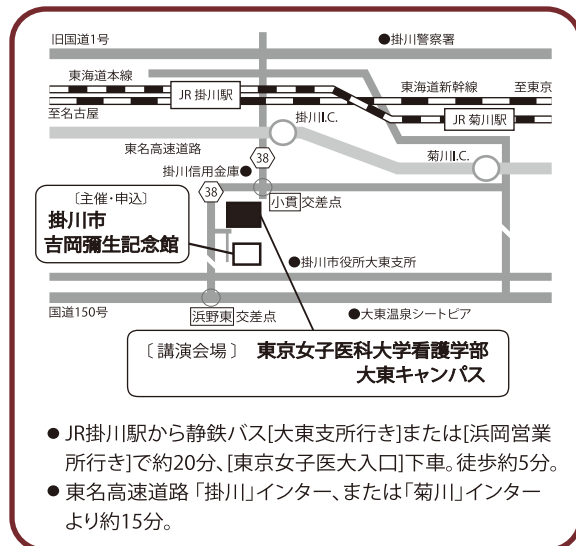 旧国道1号
●掛川警察署
東海道本線
JR 掛川駅
東海道新幹線
至東京
至名古屋
掛川I.C.
JR 菊川駅
東名高速道路
38
菊川I.C.
掛川信用金庫●
38
小貫交差点
〔主催・申込〕
掛川市
吉岡彌生記念館
●掛川市役所大東支所
国道150号
浜野東交差点
●大東温泉シートピア
〔講演会場〕 東京女子医科大学看護学部
大東キャンパス
● JR掛川駅から静鉄バス[大東支所行き]または[浜岡営業
所行き]で約20分、[東京女子医大入口]下車。徒歩約5分。
● 東名高速道路「掛川」インター、または「菊川」インター
より約15分。